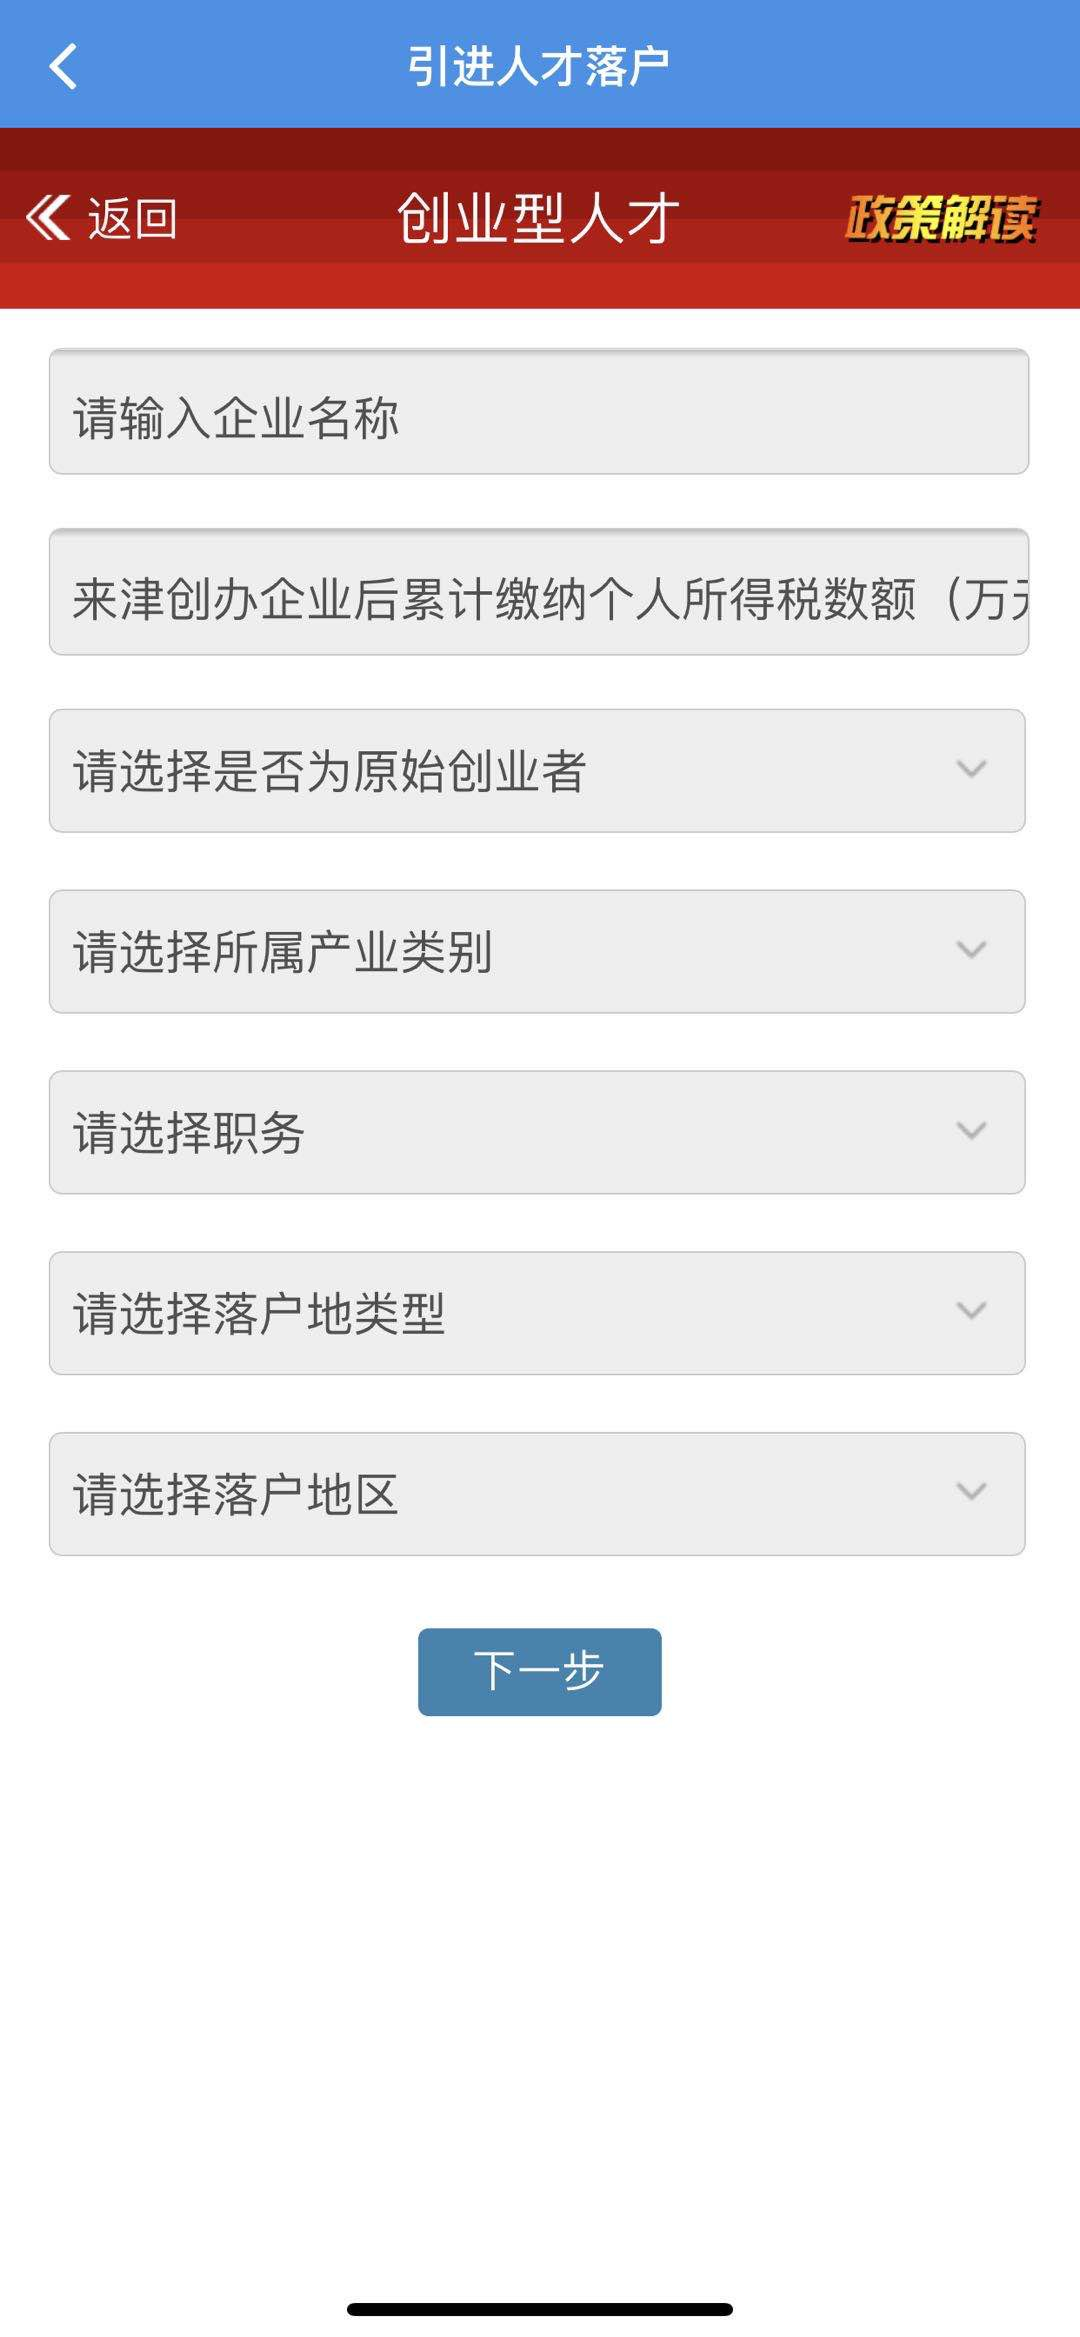 引进人才落户
返回
创业型人才
政策解读
请输入企业名称
来津创办企业后累计缴纳个人所得税数额（万
请选择是否为原始创业者
请选择所属产业类别
请选择职务
请选择落户地类型
请选择落户地区
下一步